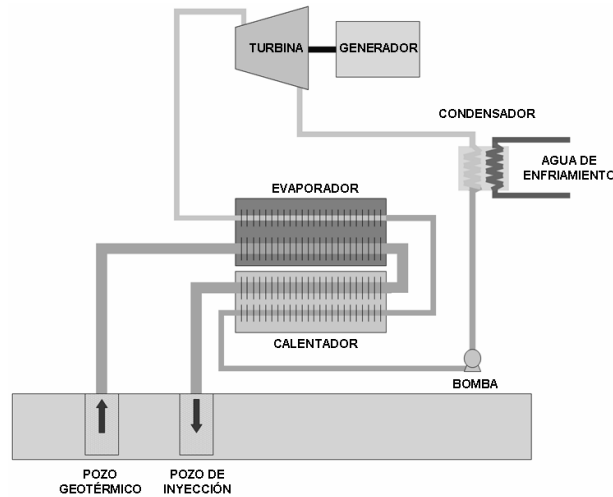 TURBINA
GENERADOR
CONDENSADOR
AGUA DE
ENFRIAMIENTO
EVAPORADOR
CALENTADOR
BOMBA
POZO
GEOTÉRMICO
POZO DE
INYECCIÓN